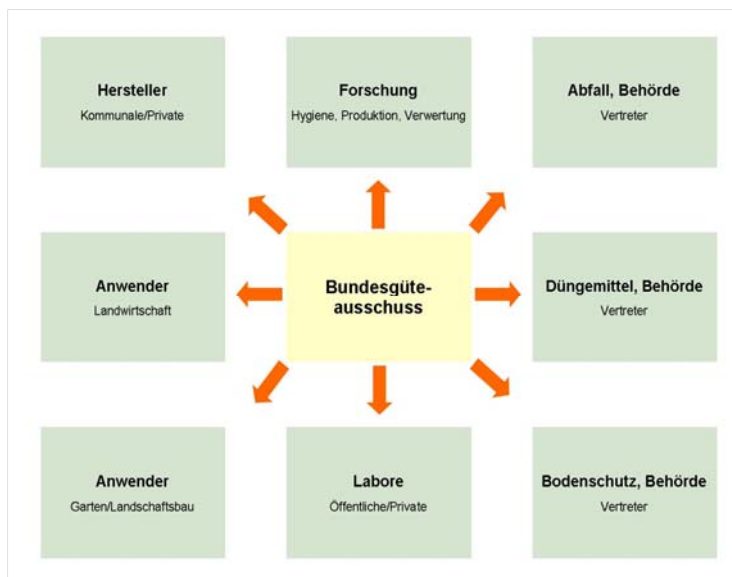 Hersteller
Kommunale/Private
Forschung
Hygiene, Produktion, Verwertung
Abfall, Behörde
Vertreter
Anwender
Landwirtschaft
Bundesgüte-
ausschuss
Düngemittel, Behörde
Vertreter
Anwender
Garten/Landschaftsbau
Labore
Öffentliche/Private
Bodenschutz, Behörde
Vertreter